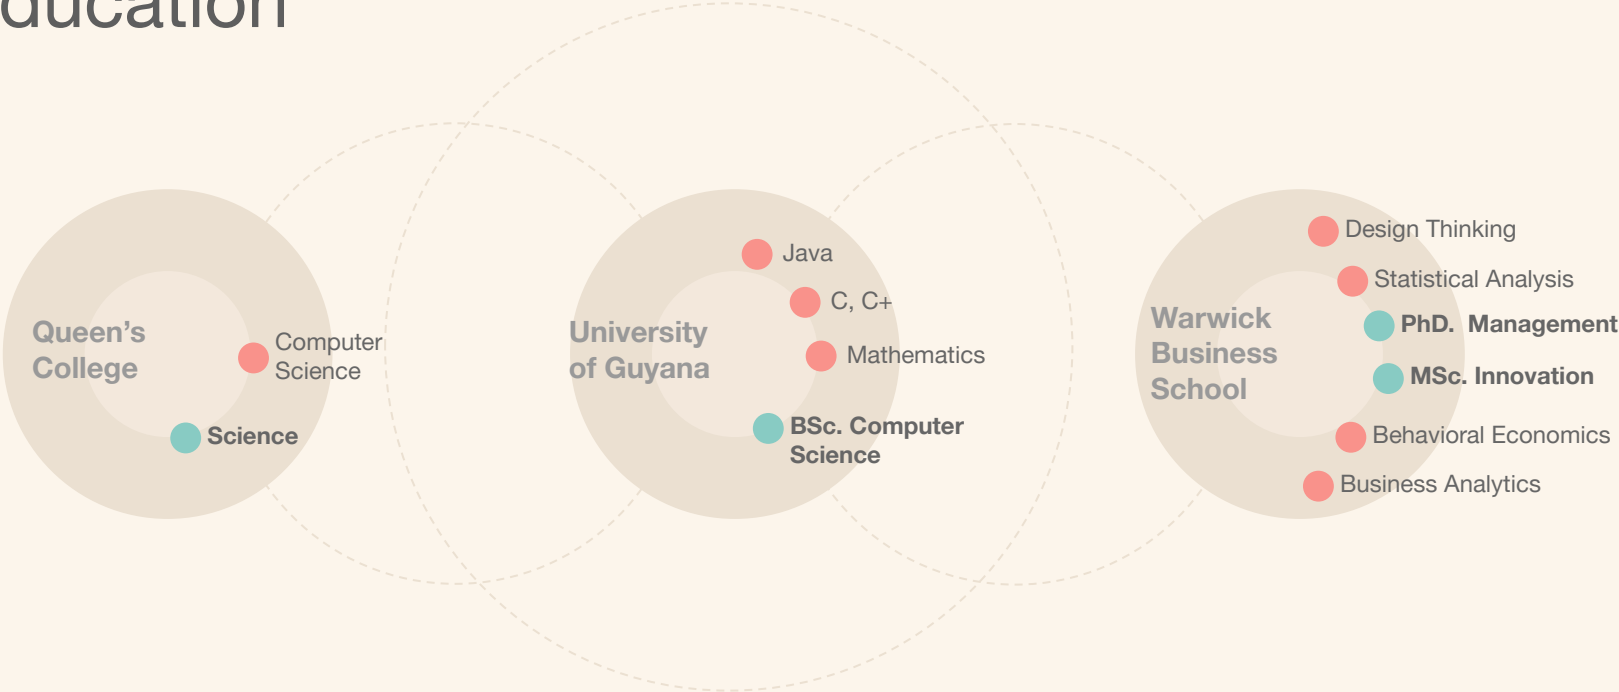 ducation
Queen's
College
Computer
Science
Science
University
of Guyana
Java
C, C+
Mathematics
BSc. Computer
Science
Warwick
Business
School
Design Thinking
Statistical Analysis
PhD. Management
MSc. Innovation
Behavioral Economics
Business Analytics